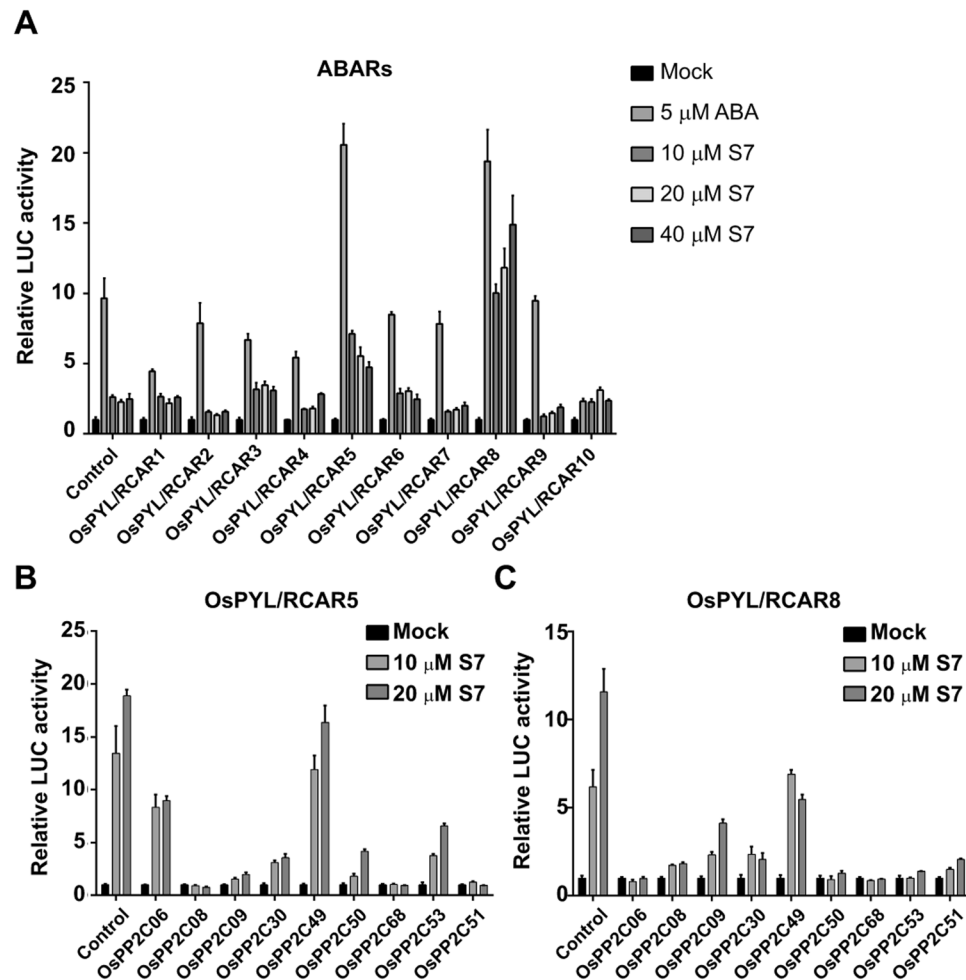 A
ABARs
Relative LUC activity
25
20
15
10
5
0
Mock
5 μM ABA
10 μM S7
20 μM S7
40 μM S7
Control
OsPYL/RCAR1
OsPYL/RCAR2
OsPYL/RCAR3
OsPYL/RCAR4
OsPYL/RCAR5
OsPYL/RCAR6
OsPYL/RCAR7
OsPYL/RCAR8
OsPYL/RCAR9
OsPYL/RCAR10
B
OsPYL/RCAR5
Relative LUC activity
25
20
15
10
5
0
Mock
10 μM S7
20 μM S7
Control
OsPP2C06
OsPP2C08
OsPP2C09
OsPP2C30
OsPP2C49
OsPP2C50
OsPP2C68
OsPP2C53
OsPP2C51
C
OsPYL/RCAR8
Relative LUC activity
15
10
5
0
Mock
10 μM S7
20 μM S7
Control
OsPP2C06
OsPP2C08
OsPP2C09
OsPP2C30
OsPP2C49
OsPP2C50
OsPP2C68
OsPP2C53
OsPP2C51